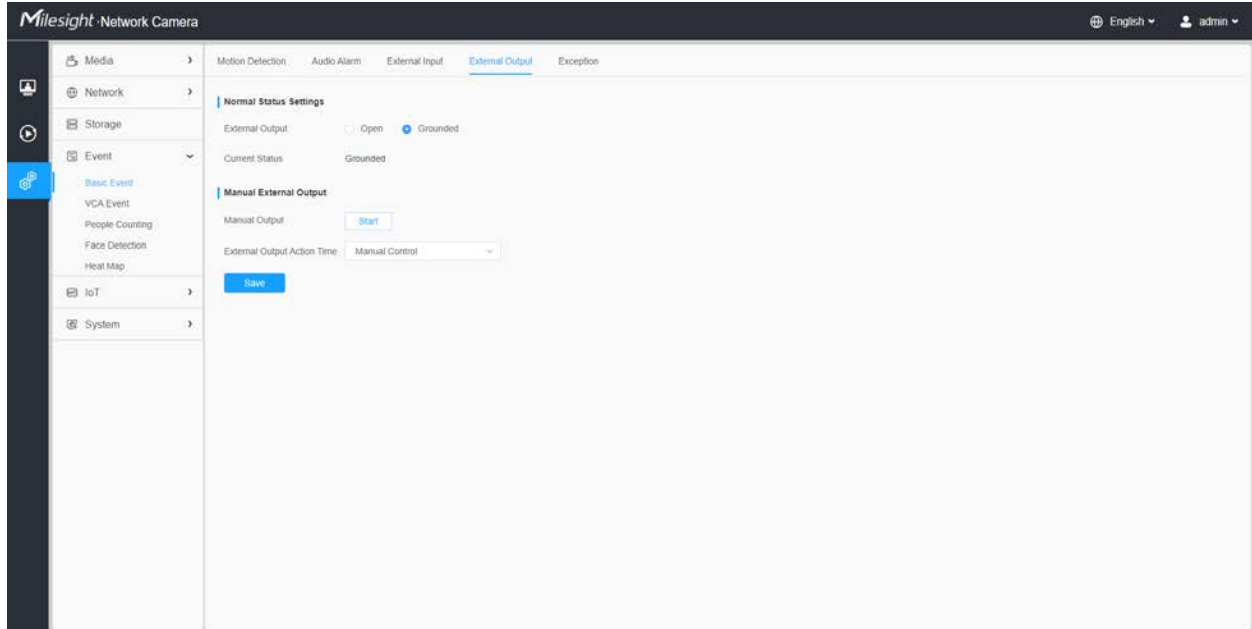 Milesight·Network Camera
English
admin
Media
Network
Storage
Event
Basic Event
VCA Event
People Counting
Face Detection
Heat Map
IoT
System
Motion Detection Audio Alarm External Input External Output Exception
Normal Status Settings
External Output Open Grounded
Current Status Grounded
Manual External Output
Manual Output Start
External Output Action Time Manual Control
Save